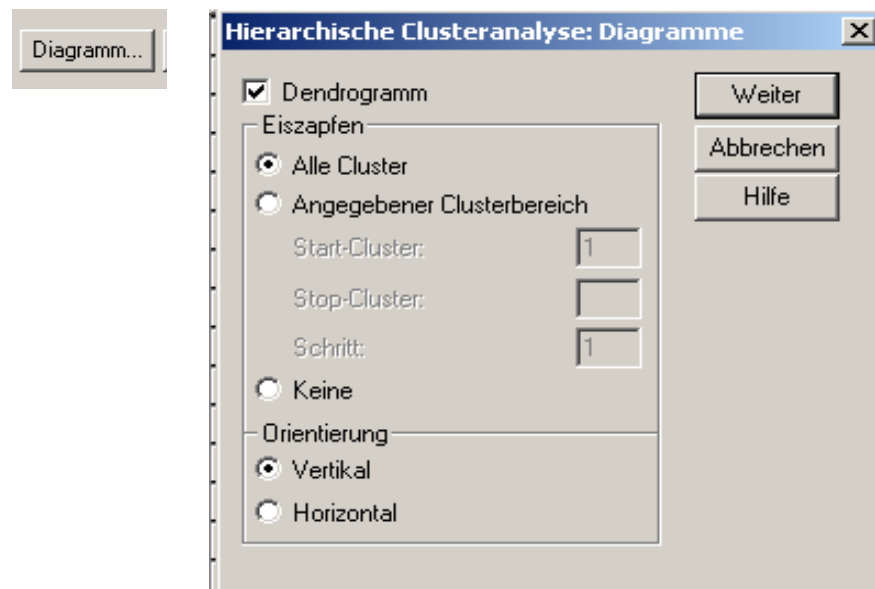 Diagramm...
Hierarchische Clusteranalyse: Diagramme
Dendrogramm
Weiter
Eiszapfen
Abbrechen
Alle Cluster
Hilfe
Angegebener Clusterbereich
Start-Cluster: 1
Stop-Cluster:
Schritt: 1
Keine
Orientierung
Vertikal
Horizontal